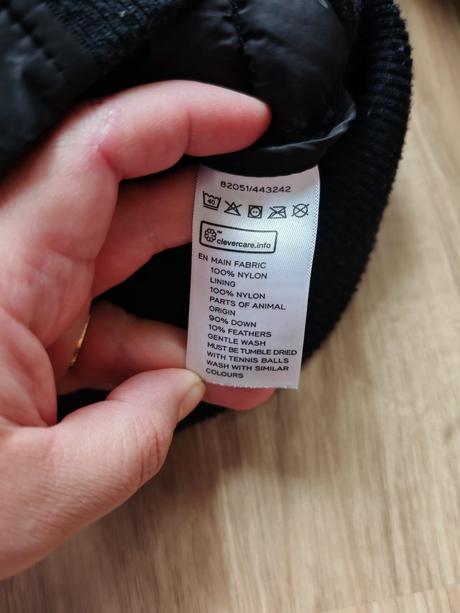 82051/443242
40
clevercare.info
EN MAIN FABRIC
100% NYLON
LINING
100% NYLON
PARTS OF ANIMAL
ORIGIN
90% DOWN
10% FEATHERS
GENTLE WASH
MUST BE TUMBLE DRIED
WITH TENNIS BALLS
WASH WITH SIMILAR
COLOURS